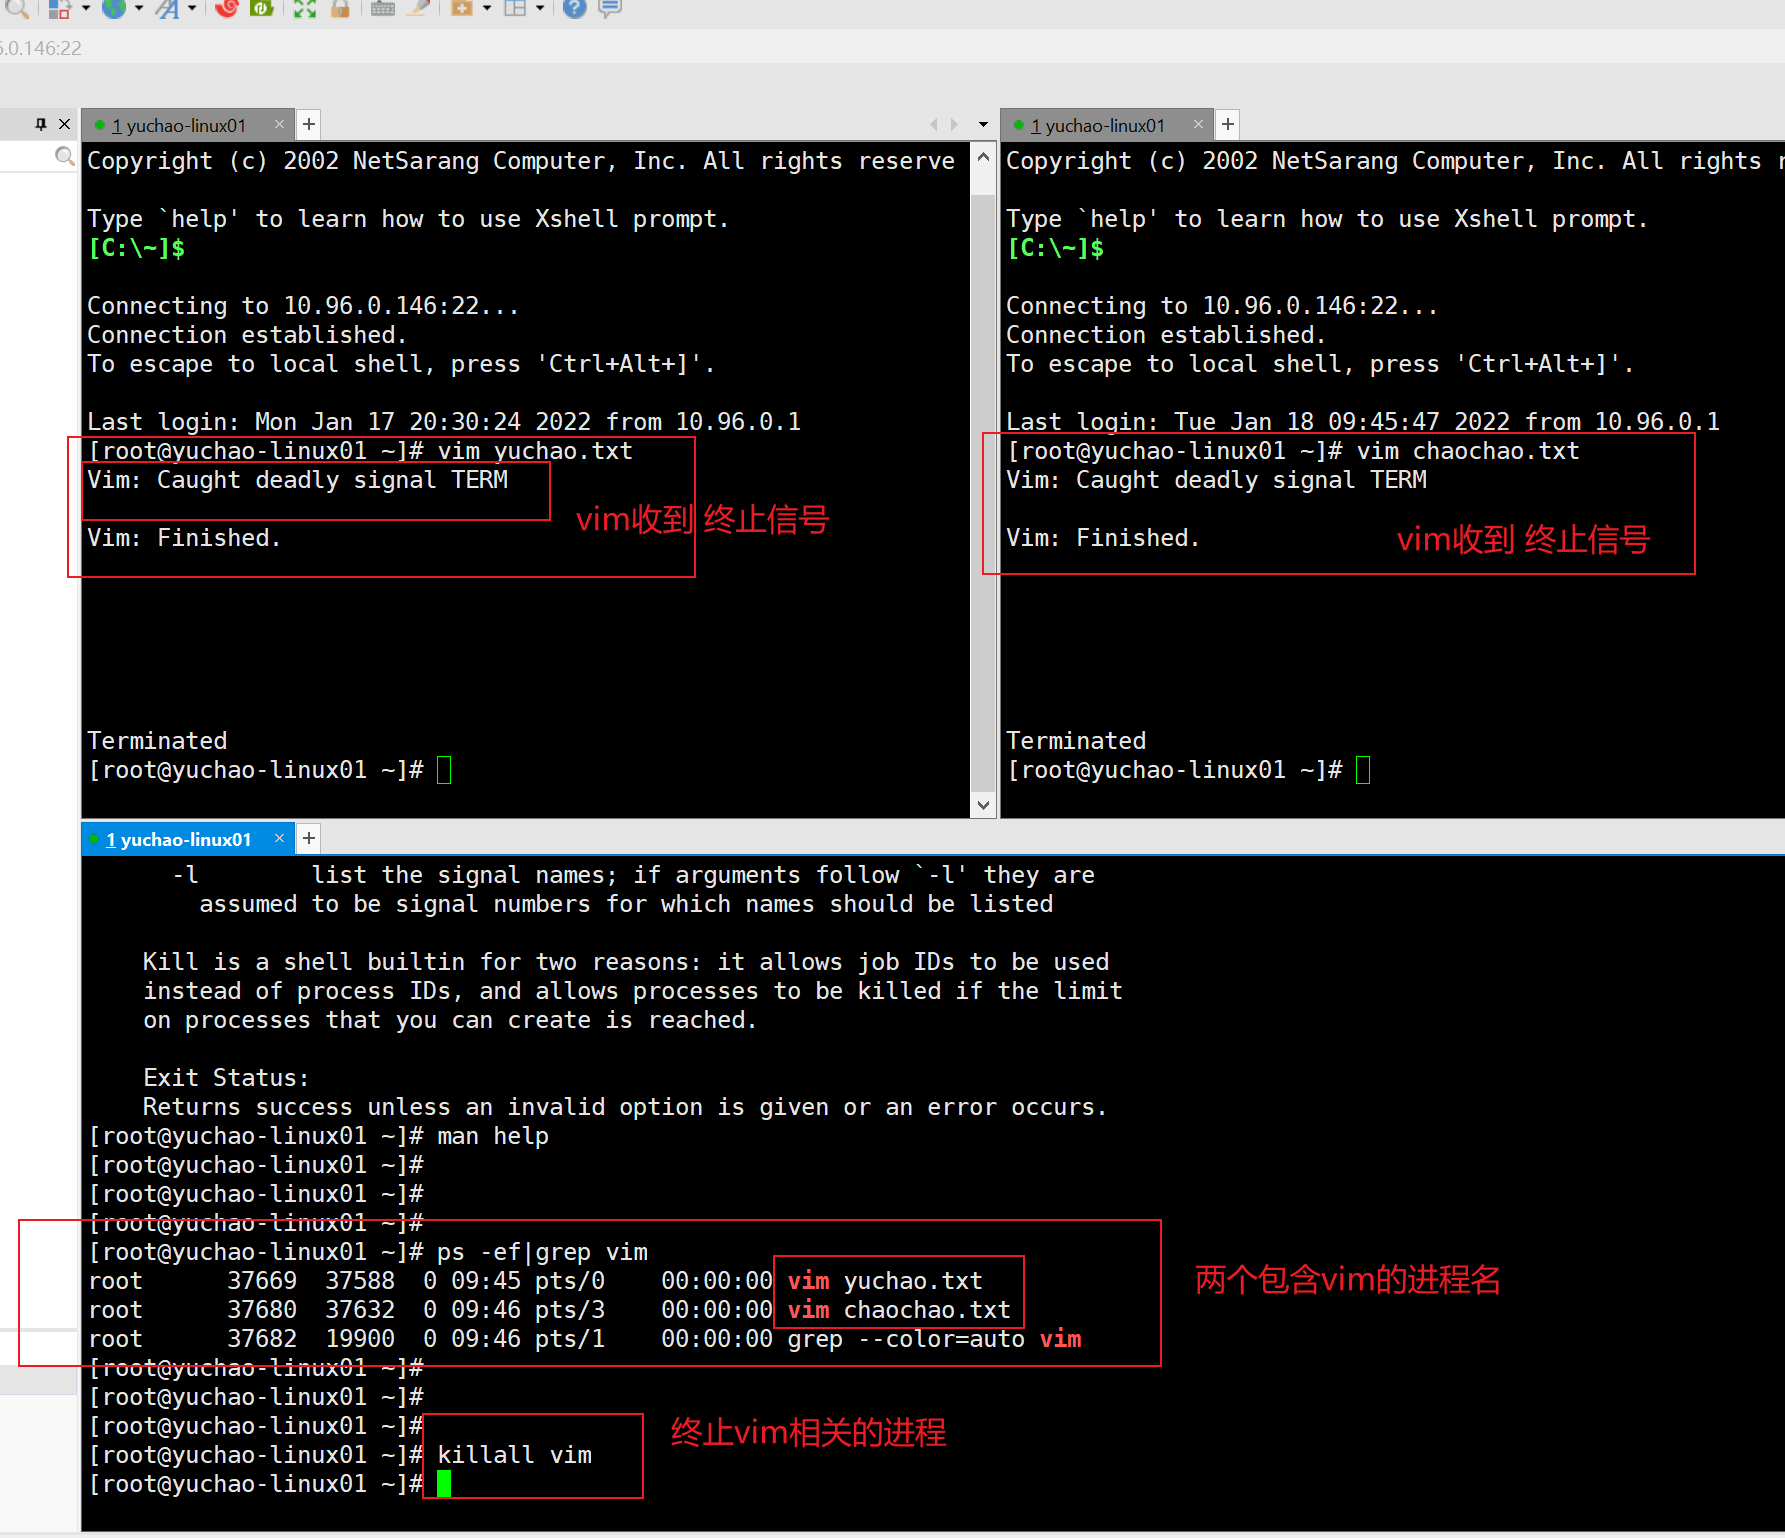 6.0.146:22
1 yuchao-linux01
Copyright (c) 2002 NetSarang Computer, Inc. All rights reserve
Type `help' to learn how to use Xshell prompt.
[C:\~]$
Connecting to 10.96.0.146:22...
Connection established.
To escape to local shell, press 'Ctrl+Alt+]'.
Last login: Mon Jan 17 20:30:24 2022 from 10.96.0.1
[root@yuchao-linux01 ~]# vim yuchao.txt
Vim: Caught deadly signal TERM
vim收到 终止信号
Vim: Finished.
Terminated
[root@yuchao-linux01 ~]#
1 yuchao-linux01
Copyright (c) 2002 NetSarang Computer, Inc. All rights r
Type `help' to learn how to use Xshell prompt.
[C:\~]$
Connecting to 10.96.0.146:22...
Connection established.
To escape to local shell, press 'Ctrl+Alt+]'.
Last login: Tue Jan 18 09:45:47 2022 from 10.96.0.1
[root@yuchao-linux01 ~]# vim chaochao.txt
Vim: Caught deadly signal TERM
Vim: Finished.
vim收到 终止信号
Terminated
[root@yuchao-linux01 ~]#
1 yuchao-linux01
-l        list the signal names; if arguments follow `-l' they are
assumed to be signal numbers for which names should be listed
Kill is a shell builtin for two reasons: it allows job IDs to be used
instead of process IDs, and allows processes to be killed if the limit
on processes that you can create is reached.
Exit Status:
Returns success unless an invalid option is given or an error occurs.
[root@yuchao-linux01 ~]# man help
[root@yuchao-linux01 ~]#
[root@yuchao-linux01 ~]#
[root@yuchao-linux01 ~]#
[root@yuchao-linux01 ~]# ps -ef|grep vim
root      37669  37588  0 09:45 pts/0    00:00:00 vim yuchao.txt
两个包含vim的进程名
root      37680  37632  0 09:46 pts/3    00:00:00 vim chaochao.txt
root      37682  19900  0 09:46 pts/1    00:00:00 grep --color=auto vim
[root@yuchao-linux01 ~]#
[root@yuchao-linux01 ~]#
[root@yuchao-linux01 ~]#
终止vim相关的进程
[root@yuchao-linux01 ~]# killall vim
[root@yuchao-linux01 ~]#